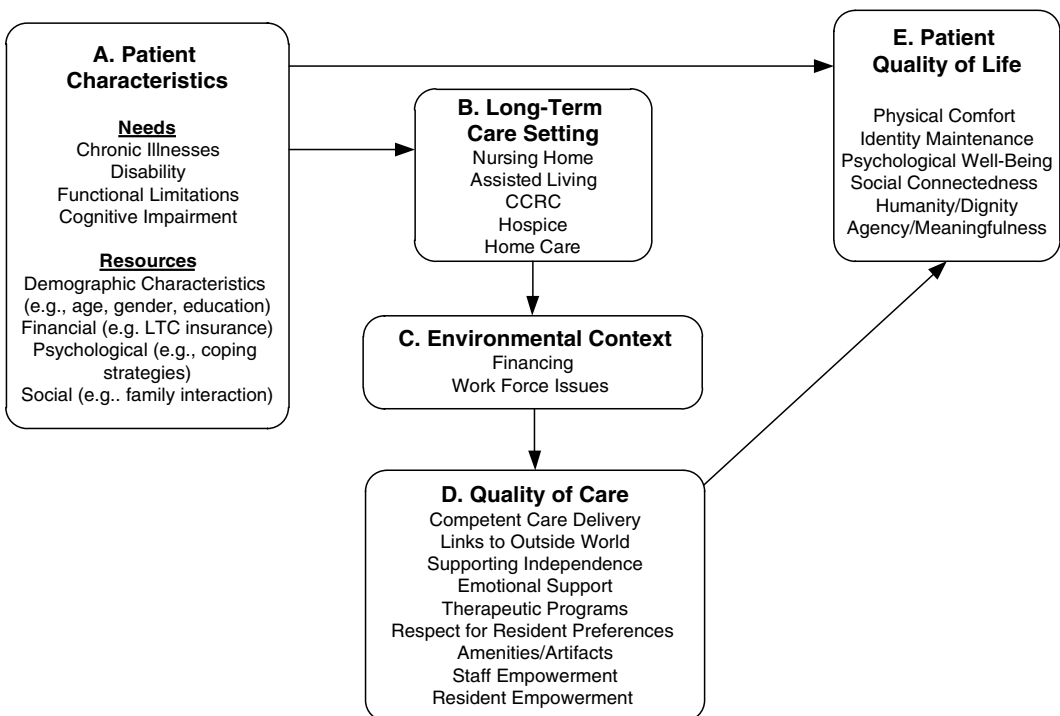 A. Patient
Characteristics
Needs
Chronic Illnesses
Disability
Functional Limitations
Cognitive Impairment
Resources
Demographic Characteristics
(e.g., age, gender, education)
Financial (e.g. LTC insurance)
Psychological (e.g., coping
strategies)
Social (e.g.. family interaction)
B. Long-Term
Care Setting
Nursing Home
Assisted Living
CCRC
Hospice
Home Care
C. Environmental Context
Financing
Work Force Issues
D. Quality of Care
Competent Care Delivery
Links to Outside World
Supporting Independence
Emotional Support
Therapeutic Programs
Respect for Resident Preferences
Amenities/Artifacts
Staff Empowerment
Resident Empowerment
E. Patient
Quality of Life
Physical Comfort
Identity Maintenance
Psychological Well-Being
Social Connectedness
Humanity/Dignity
Agency/Meaningfulness